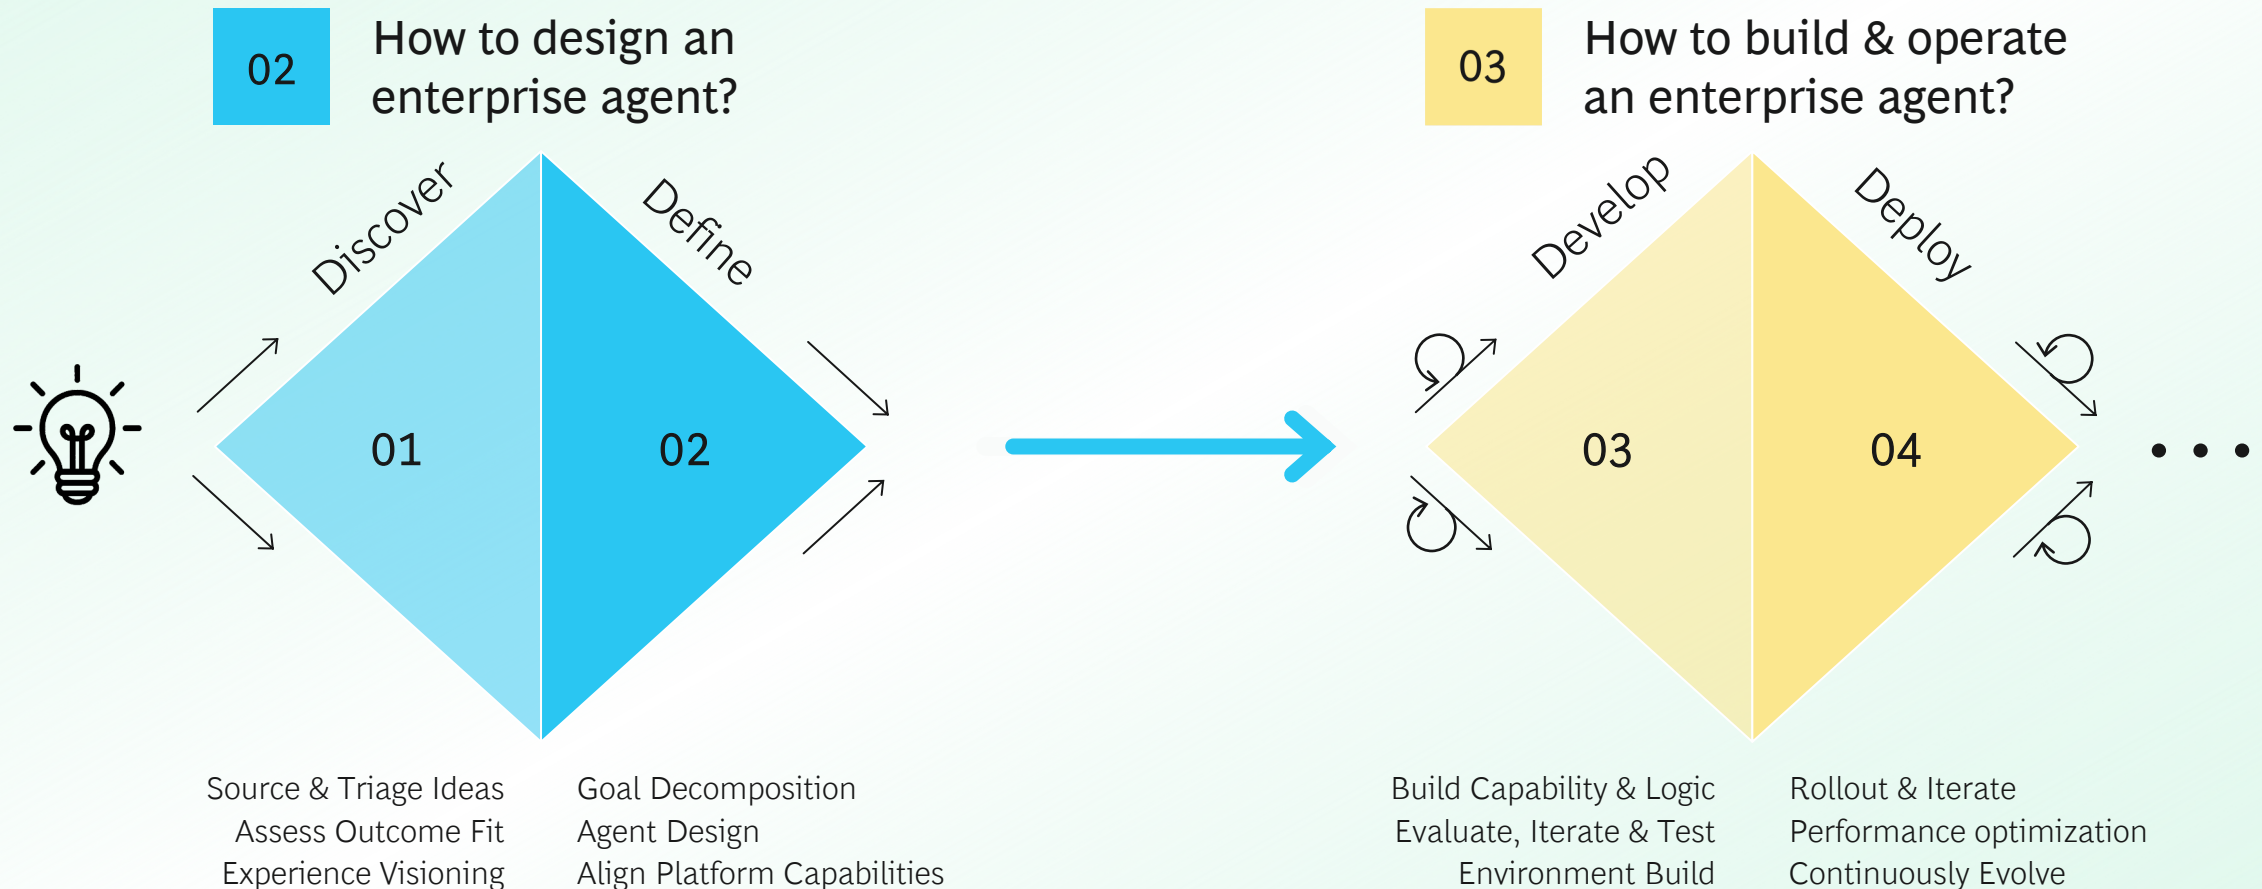 02
How to design an
enterprise agent?
Discover
Define
01
02
Source & Triage Ideas
Assess Outcome Fit
Experience Visioning
Goal Decomposition
Agent Design
Align Platform Capabilities
03
How to build & operate
an enterprise agent?
Develop
Deploy
03
04
Build Capability & Logic
Evaluate, Iterate & Test
Environment Build
Rollout & Iterate
Performance optimization
Continuously Evolve